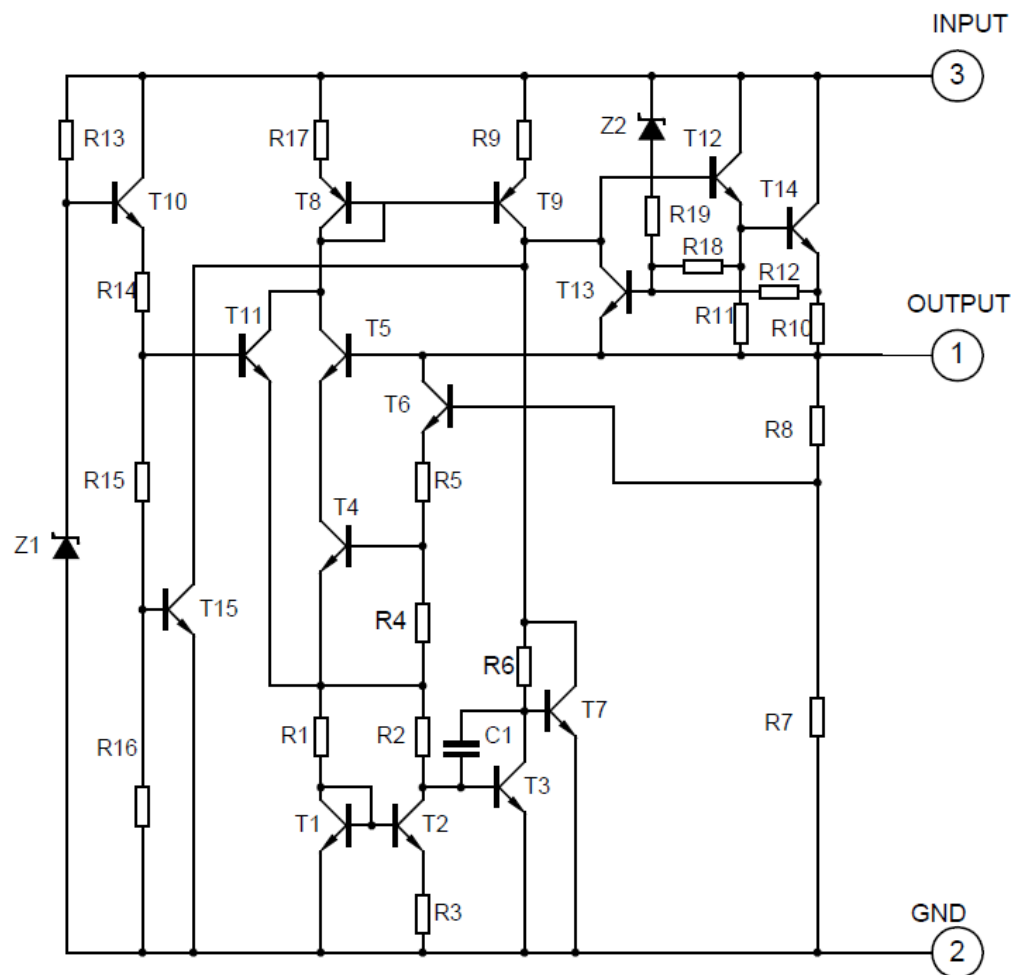 INPUT
3
R13
R17
R9
Z2
T12
T10
T8
T9
T14
R19
R18
R14
T13
R12
T11
T5
R11
R10
OUTPUT
1
T6
R8
R15
R5
Z1
T4
T15
R4
R6
T7
R16
R1
R2
C1
R7
T3
T1
T2
R3
GND
2